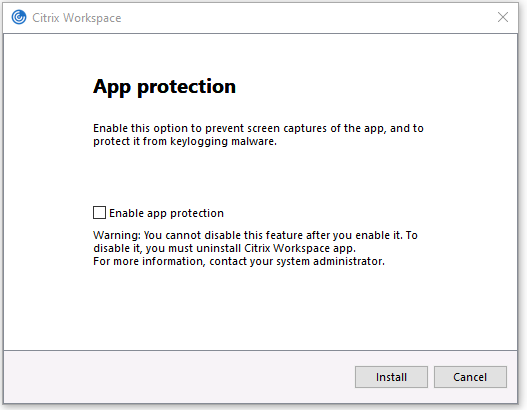 Citrix Workspace
App protection
Enable this option to prevent screen captures of the app, and to
protect it from keylogging malware.
Enable app protection
Warning: You cannot disable this feature after you enable it. To
disable it, you must uninstall Citrix Workspace app.
For more information, contact your system administrator.
Install Cancel